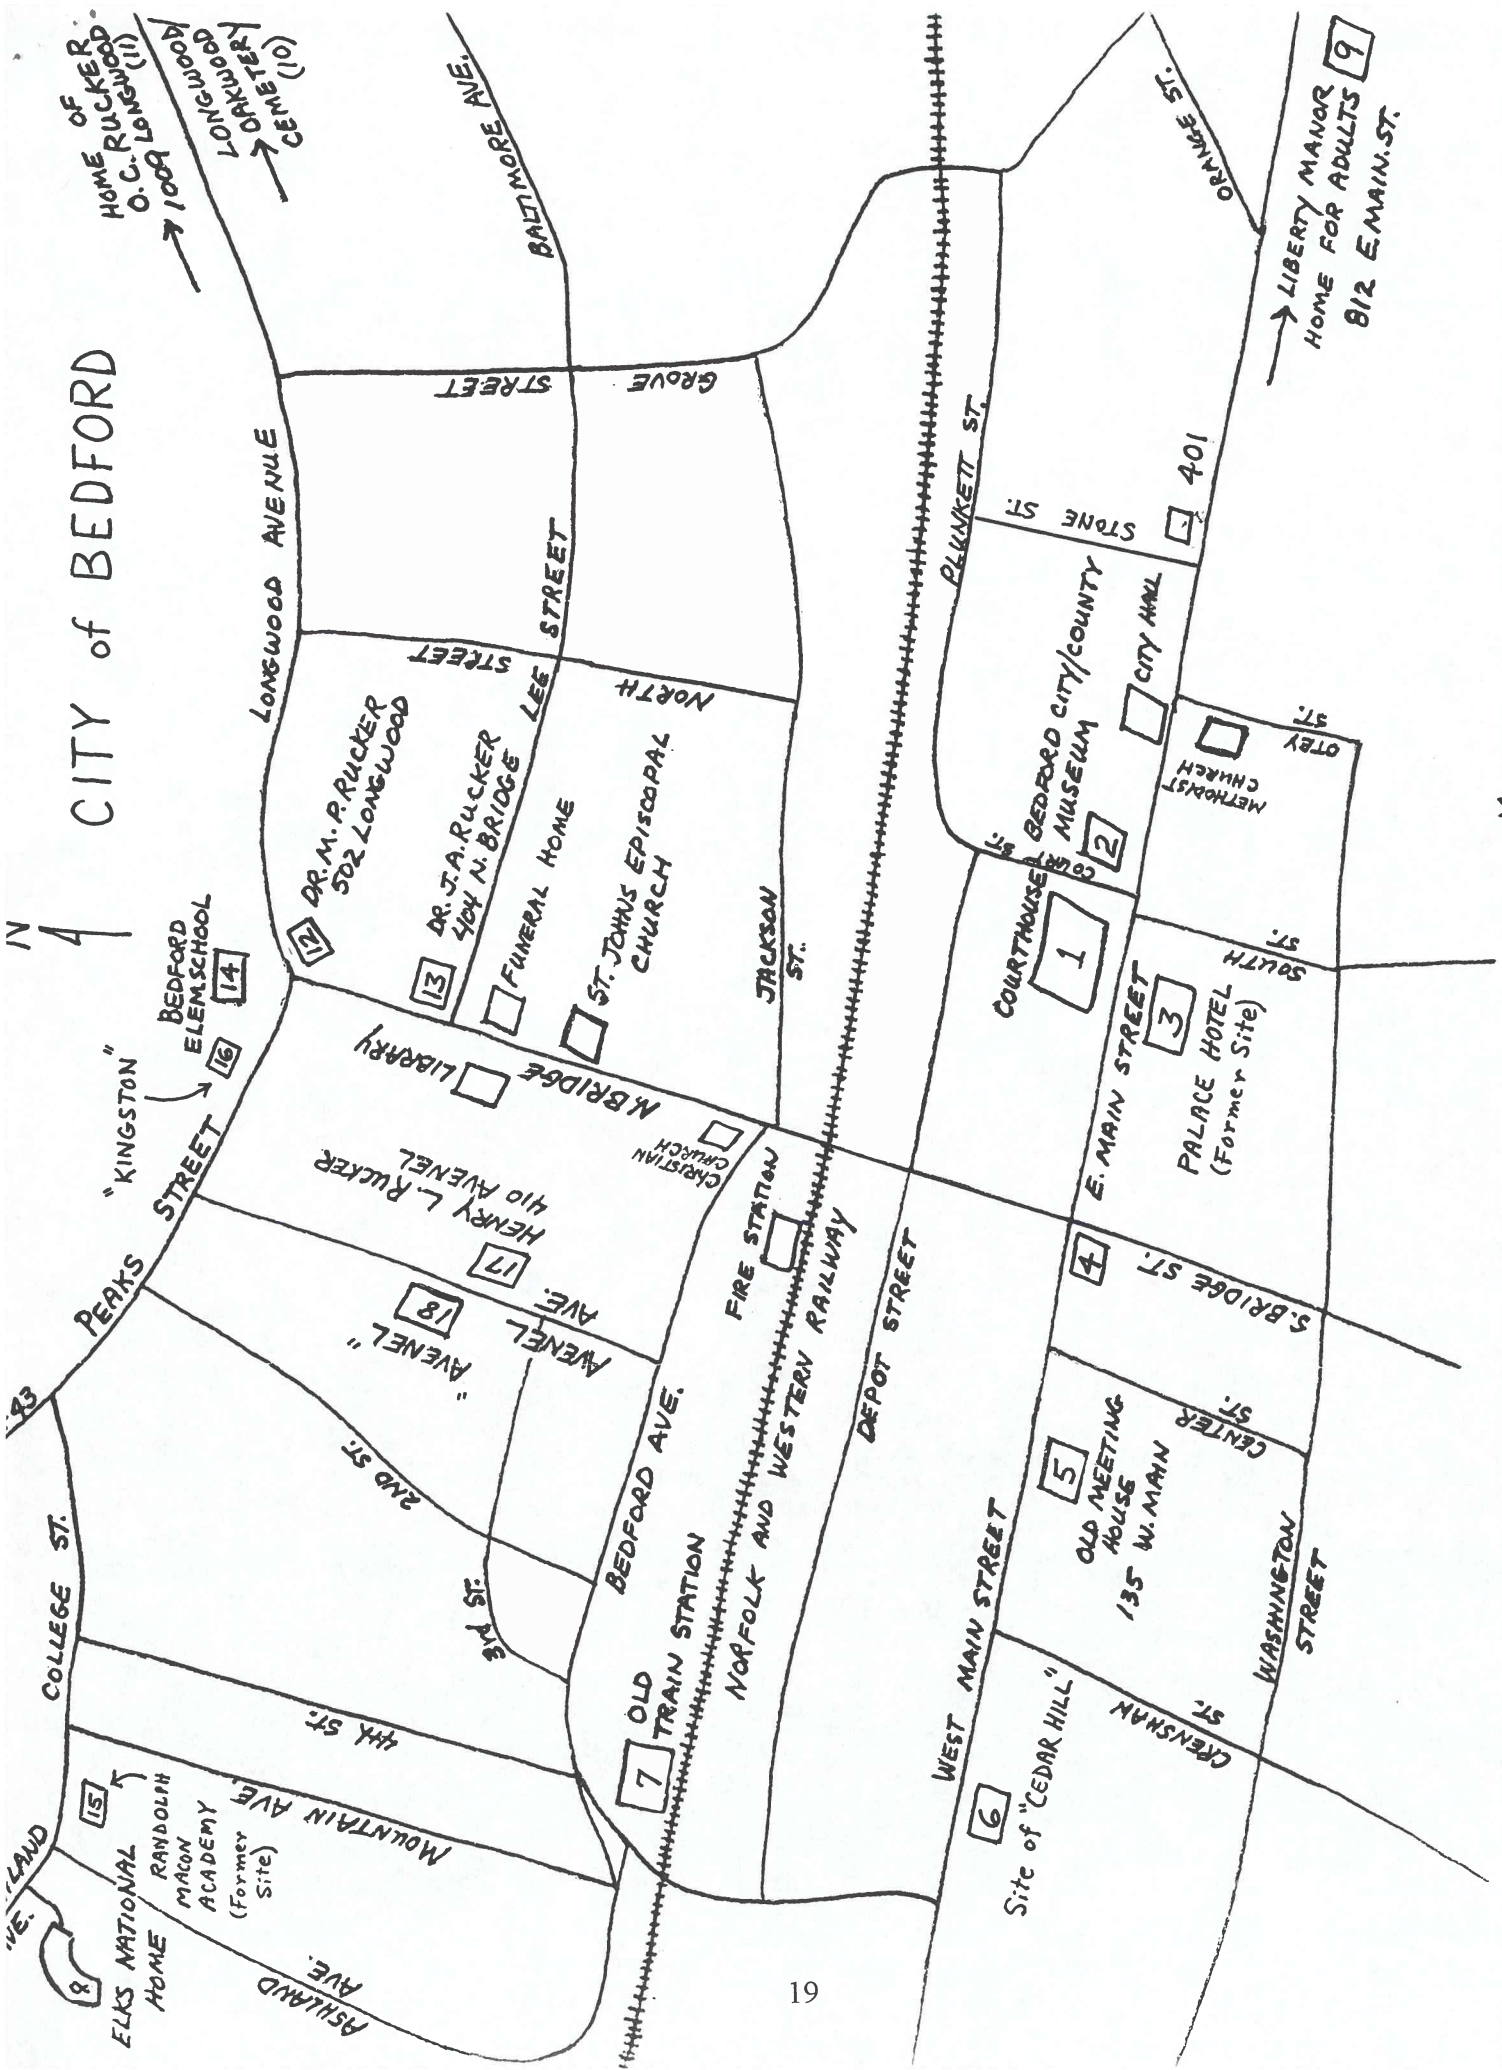 CITY of BEDFORD
N
HOME OF
O.C. RUCKER
1009 LONGWOOD
(11)
LONGWOOD
OAKWOOD
CEMETERY
(10)
BALTIMORE AVE.
LONGWOOD AVENUE
GROVE STREET
NORTH STREET
LEE STREET
12
DR. M. P. RUCKER
502 LONGWOOD
13
DR. J. A. RUCKER
404 N. BRIDGE
FUNERAL HOME
ST. JOHNS EPISCOPAL
CHURCH
JACKSON
ST.
BEDFORD
ELEM.SCHOOL
14
"KINGSTON"
16
PEAKS STREET
LIBRARY
N. BRIDGE
CHRISTIAN
CHURCH
HENRY L. RUCKER
410 AVENEL
17
"AVENEL"
18
AVENEL AVE.
2ND ST.
3rd ST.
4th ST.
COLLEGE ST.
MOUNTAIN AVE.
15
RANDOLPH
MACON
ACADEMY
(Former
Site)
8
ELKS NATIONAL
HOME
ASHLAND
AVE.
BEDFORD AVE.
FIRE STATION
7
OLD
TRAIN STATION
NORFOLK AND WESTERN RAILWAY
DEPOT STREET
PLUNKETT ST.
STONE ST.
401
ORANGE ST.
LIBERTY MANOR
HOME FOR ADULTS
9
812 E MAIN.ST.
COURTHOUSE
1
COURT ST.
BEDFORD CITY/COUNTY
MUSEUM
2
CITY HALL
METHODIST
CHURCH
OTEY
ST.
SOUTH
ST.
E. MAIN STREET
3
PALACE HOTEL
(Former Site)
4
S. BRIDGE ST.
CENTER
ST.
5
OLD MEETING
HOUSE
135 W. MAIN
WEST MAIN STREET
WASHINGTON
STREET
CRENSHAW
ST.
6
Site of "CEDAR HILL"
19